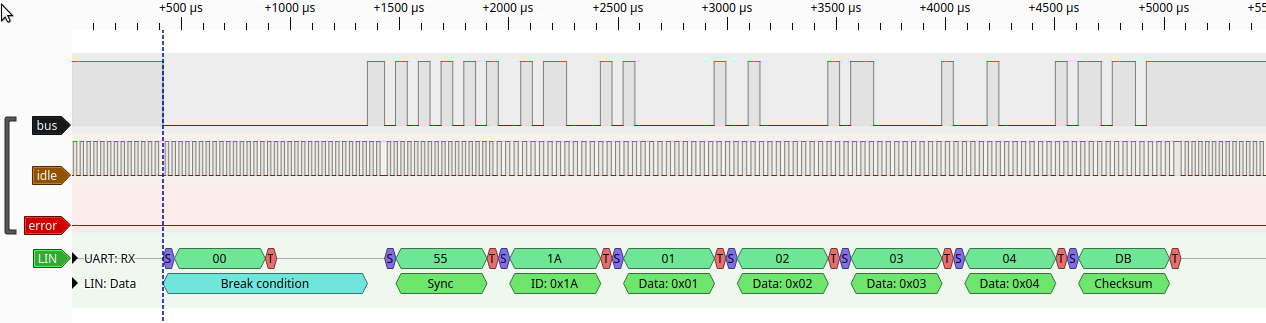 +500 μs +1000 μs +1500 μs +2000 μs +2500 μs +3000 μs +3500 μs +4000 μs +4500 μs +5000 μs +55
bus
idle
error
LIN UART: RX S 00 T S 55 T S 1A T S 01 T S 02 T S 03 T S 04 T S DB T
LIN: Data Break condition Sync ID: 0x1A Data: 0x01 Data: 0x02 Data: 0x03 Data: 0x04 Checksum